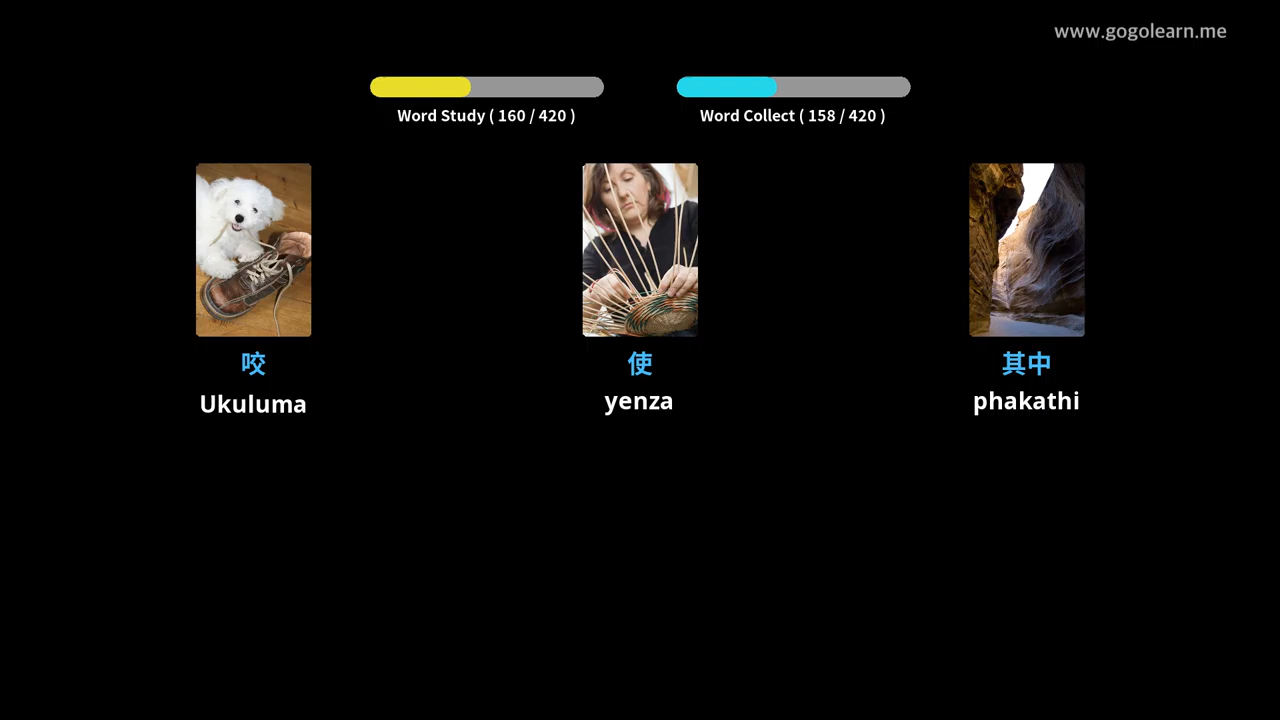 www.gogolearn.me
Word Study ( 160 / 420 )
Word Collect ( 158 / 420 )
咬
使
其中
Ukuluma
yenza
phakathi